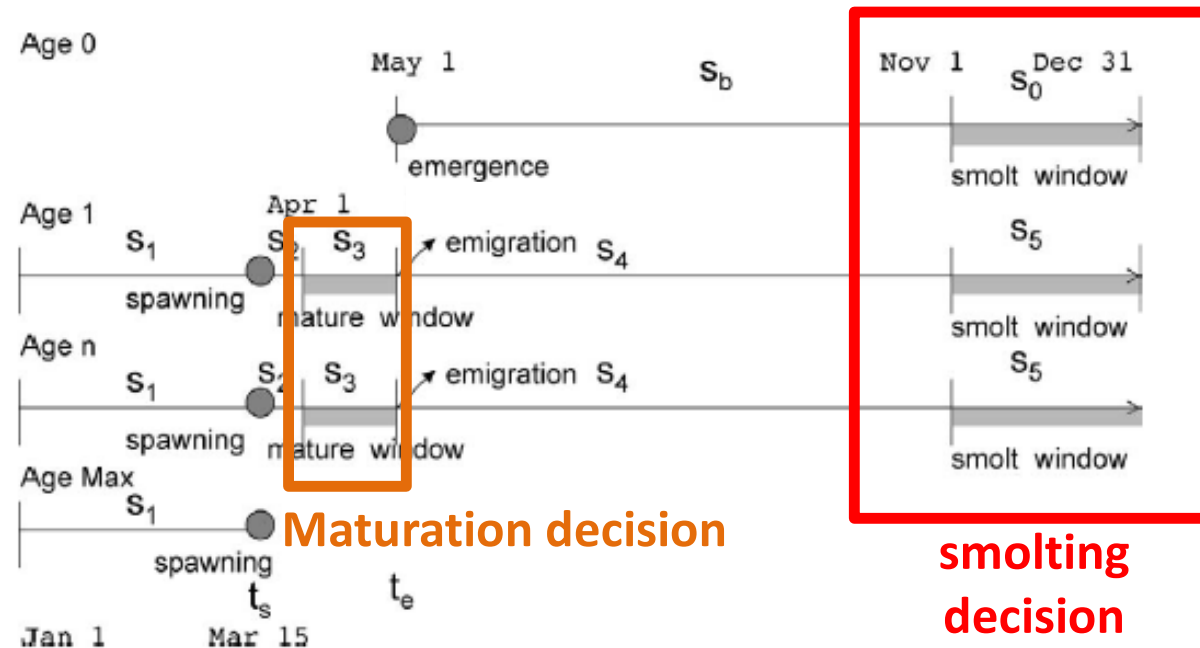 Age 0
May 1 S_b Nov 1 S_0 Dec 31
emergence
smolt window
Age 1
Apr 1
S_1 S_2 S_3 emigration S_4 S_5
spawning
mature window
smolt window
Age n
S_1 S_2 S_3 emigration S_4 S_5
spawning
mature window
smolt window
Age Max
S_1
spawning
Maturation decision
smolting
decision
t_s t_e
Jan 1 Mar 15